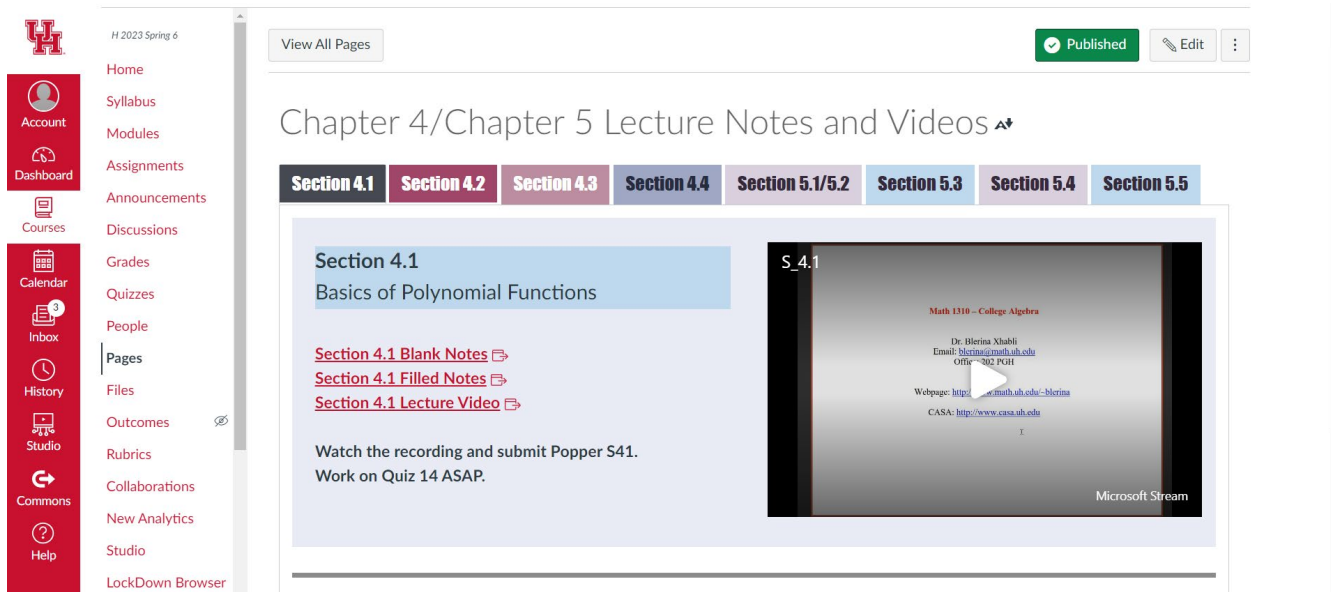 UH
H 2023 Spring 6
Account
Dashboard
Courses
Calendar
3
Inbox
History
Studio
Commons
Help
Home
Syllabus
Modules
Assignments
Announcements
Discussions
Grades
Quizzes
People
Pages
Files
Outcomes
Rubrics
Collaborations
New Analytics
Studio
LockDown Browser
View All Pages
Published
Edit
Chapter 4/Chapter 5 Lecture Notes and Videos
Section 4.1 Section 4.2 Section 4.3 Section 4.4 Section 5.1/5.2 Section 5.3 Section 5.4 Section 5.5
Section 4.1
Basics of Polynomial Functions
Section 4.1 Blank Notes
Section 4.1 Filled Notes
Section 4.1 Lecture Video
Watch the recording and submit Popper S41.
Work on Quiz 14 ASAP.
S_4.1
Math 1310 – College Algebra
Dr. Blerina Xhabli
Email: blerina@math.uh.edu
202 PGH
Webpage:
CASA: http://www.casa.uh.edu
Microsoft Stream